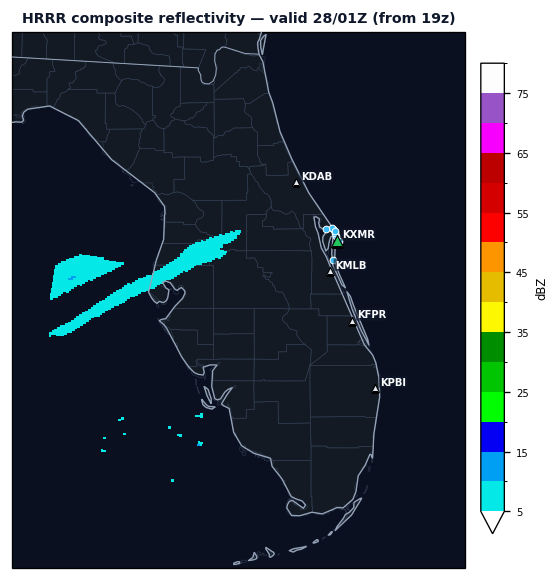 HRRR composite reflectivity — valid 28/01Z (from 19z)
KDAB
KXMR
KMLB
KFPR
KPBI
75
65
55
45
35
25
15
5
dBZ